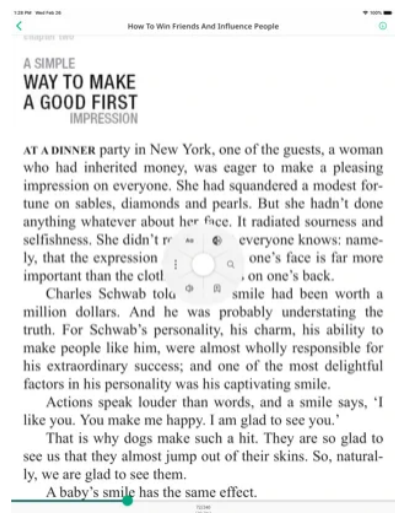 7:28 PM Wed Feb 26
100%
How To Win Friends And Influence People
Chapter Two
A SIMPLE
WAY TO MAKE
A GOOD FIRST
IMPRESSION
AT A DINNER party in New York, one of the guests, a woman
who had inherited money, was eager to make a pleasing
impression on everyone. She had squandered a modest for-
tune on sables, diamonds and pearls. But she hadn't done
anything whatever about her face. It radiated sourness and
selfishness. She didn't everyone knows: name-
ly, that the expression one's face is far more
important than the on one's back.
Charles Schwab smile had been worth a
million dollars. And he was probably understating the
truth. For Schwab's personality, his charm, his ability to
make people like him, were almost wholly responsible for
his extraordinary success; and one of the most delightful
factors in his personality was his captivating smile.
Actions speak louder than words, and a smile says, ‘I
like you. You make me happy. I am glad to see you.’
That is why dogs make such a hit. They are so glad to
see us that they almost jump out of their skins. So, natural-
ly, we are glad to see them.
A baby's smile has the same effect.